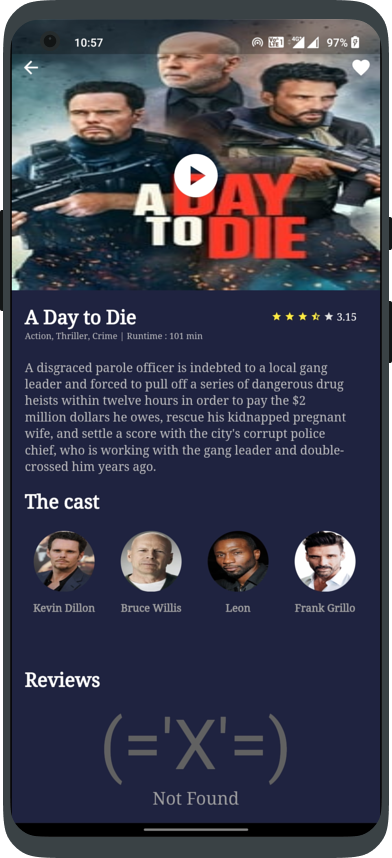 10:57
97%
A DAY
TO DIE
A Day to Die
3.15
Action, Thriller, Crime | Runtime : 101 min
A disgraced parole officer is indebted to a local gang
leader and forced to pull off a series of dangerous drug
heists within twelve hours in order to pay the $2
million dollars he owes, rescue his kidnapped pregnant
wife, and settle a score with the city's corrupt police
chief, who is working with the gang leader and double-
crossed him years ago.
The cast
Kevin Dillon Bruce Willis Leon Frank Grillo
Reviews
(='X'=)
Not Found